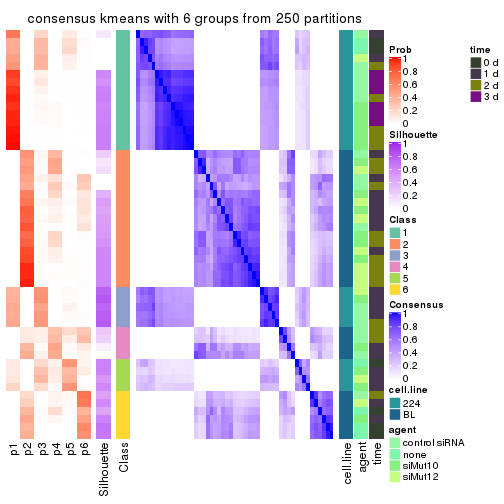 consensus kmeans with 6 groups from 250 partitions
Prob
1
0.8
0.6
0.4
0.2
0
time
0 d
1 d
2 d
3 d
Silhouette
1
0.8
0.6
0.4
0.2
0
Class
1
2
3
4
5
6
Consensus
1
0.8
0.6
0.4
0.2
0
cell.line
224
BL
agent
control siRNA
none
siMut10
siMut12
p1
p2
p3
p4
p5
p6
Silhouette
Class
cell.line
agent
time